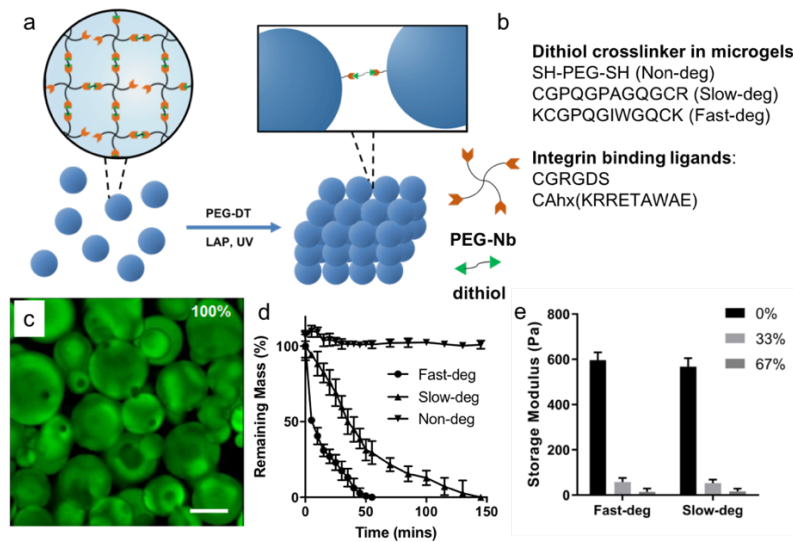 a
PEG-DT
LAP, UV
PEG-Nb
dithiol
b
Dithiol crosslinker in microgels
SH-PEG-SH (Non-deg)
CGPQGPAGQGCR (Slow-deg)
KCGPQGIWGQCK (Fast-deg)
Integrin binding ligands:
CGRGDS
CAhx(KRRETAWAE)
c
100%
d
Remaining Mass (%)
100
50
0
Fast-deg
Slow-deg
Non-deg
0
50
100
150
Time (mins)
e
Storage Modulus (Pa)
800
600
400
200
0
0%
33%
67%
Fast-deg
Slow-deg